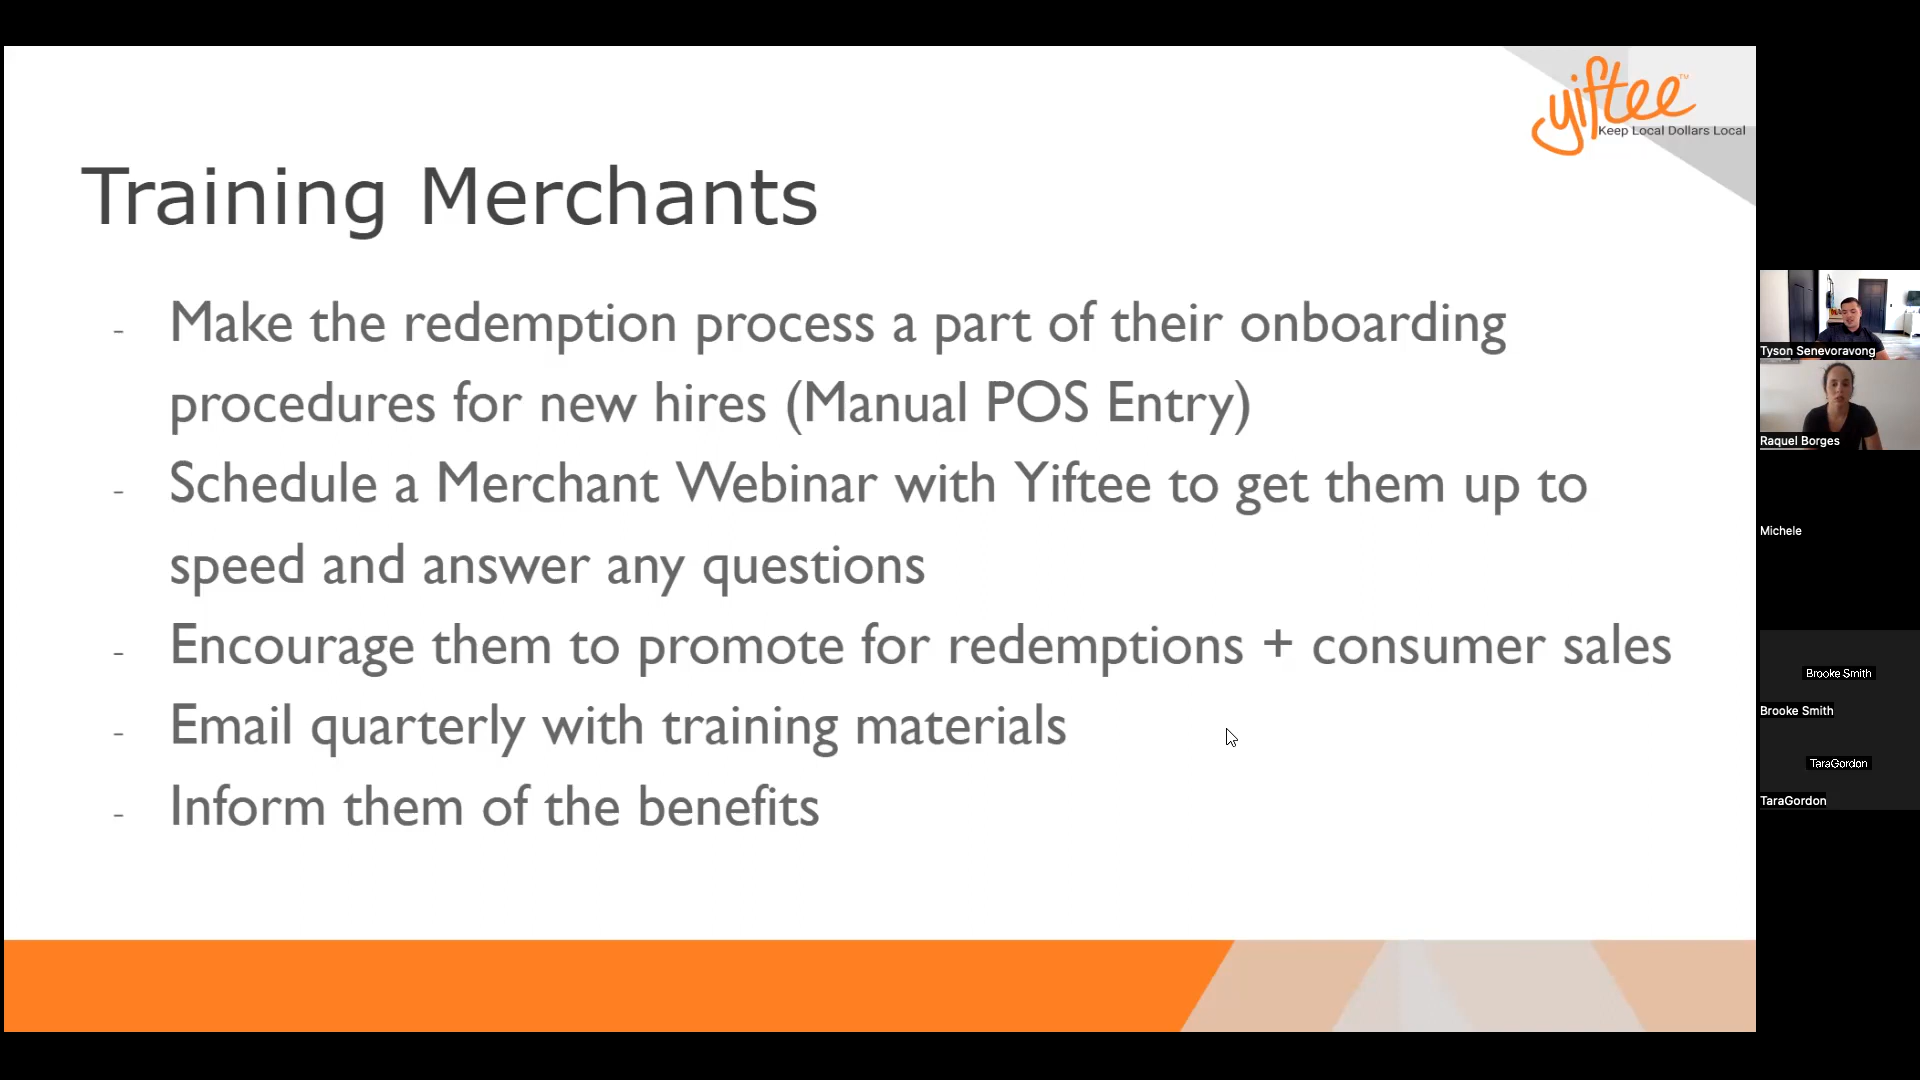 yiftee™
Keep Local Dollars Local
Training Merchants
- Make the redemption process a part of their onboarding
procedures for new hires (Manual POS Entry)
- Schedule a Merchant Webinar with Yiftee to get them up to
speed and answer any questions
- Encourage them to promote for redemptions + consumer sales
- Email quarterly with training materials
- Inform them of the benefits
Tyson Senevoravong
Raquel Borges
Michele
Brooke Smith
Brooke Smith
TaraGordon
TaraGordon